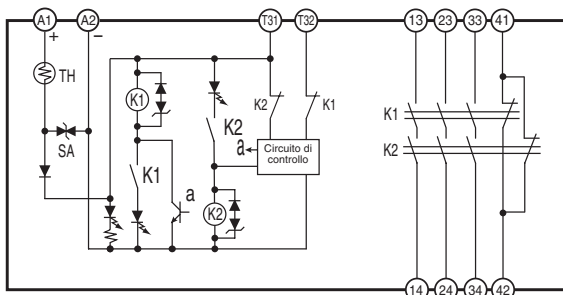 A1 A2 T31 T32 13 23 33 41
+ −
TH
K1
K2
K2 K1
K1
SA
a
Circuito di
controllo
K1
a
K2
K2
14 24 34 42